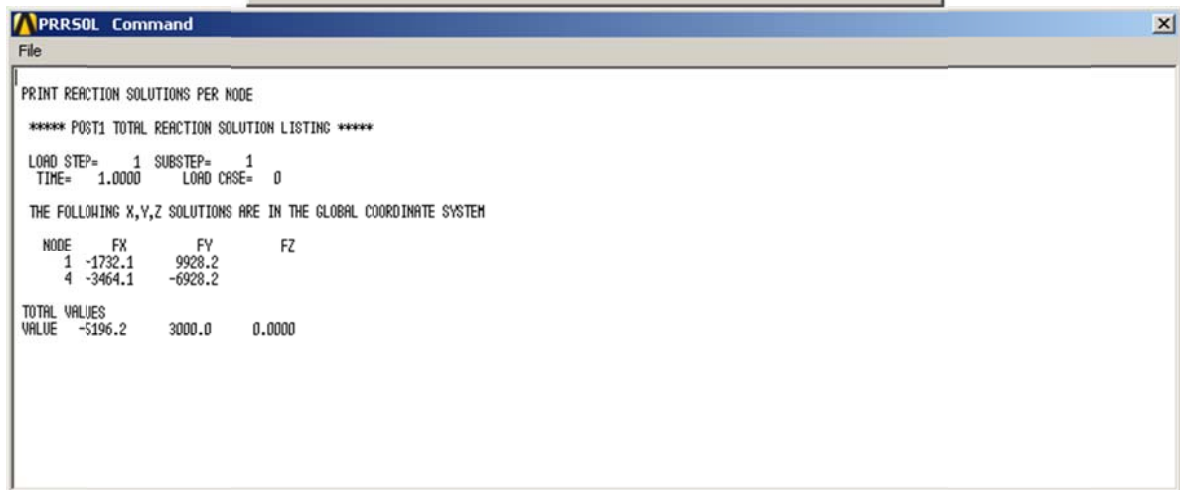 PRRSOL Command
File
PRINT REACTION SOLUTIONS PER NODE
***** POST1 TOTAL REACTION SOLUTION LISTING *****
LOAD STEP= 1 SUBSTEP= 1
TIME= 1.0000 LOAD CASE= 0
THE FOLLOWING X,Y,Z SOLUTIONS ARE IN THE GLOBAL COORDINATE SYSTEM
NODE FX FY FZ
1 -1732.1 9928.2
4 -3464.1 -6928.2
TOTAL VALUES
VALUE -5196.2 3000.0 0.0000